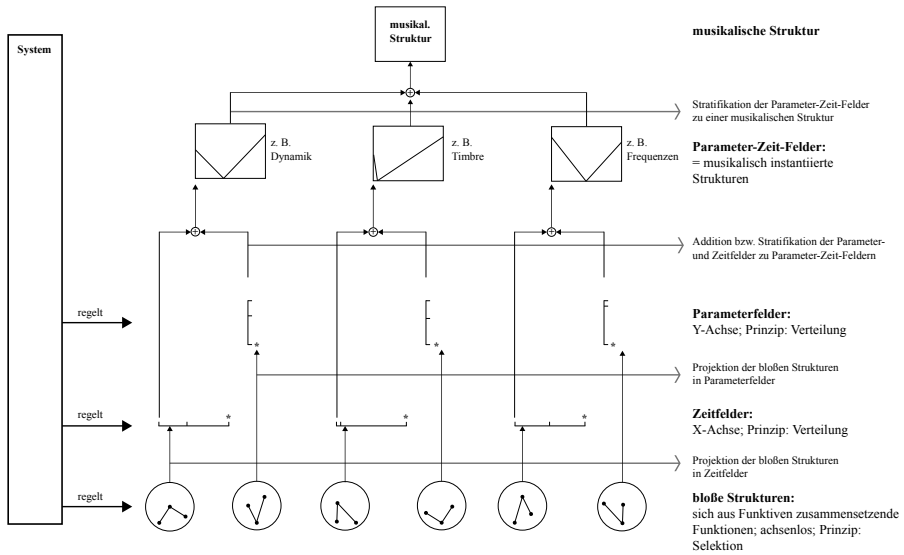 musikal.
Struktur
musikalische Struktur
System
Stratifikation der Parameter-Zeit-Felder
zu einer musikalischen Struktur
z. B.
Dynamik
z. B.
Timbre
z. B.
Frequenzen
Parameter-Zeit-Felder:
= musikalisch instantiierte
Strukturen
Addition bzw. Stratifikation der Parameter-
und Zeitfelder zu Parameter-Zeit-Feldern
regelt
Parameterfelder:
Y-Achse; Prinzip: Verteilung
*
*
*
Projektion der bloßen Strukturen
in Parameterfelder
regelt
*
*
*
Zeitfelder:
X-Achse; Prinzip: Verteilung
Projektion der bloßen Strukturen
in Zeitfelder
regelt
bloße Strukturen:
sich aus Funktiven zusammensetzende
Funktionen; achsenlos; Prinzip:
Selektion